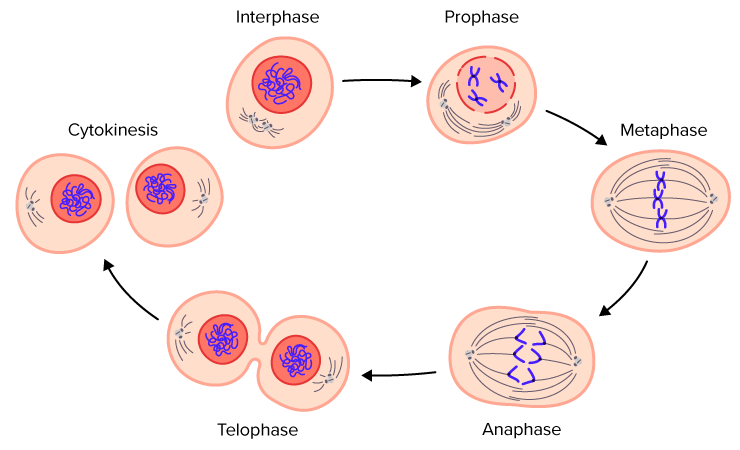 Interphase
Prophase
Metaphase
Anaphase
Telophase
Cytokinesis